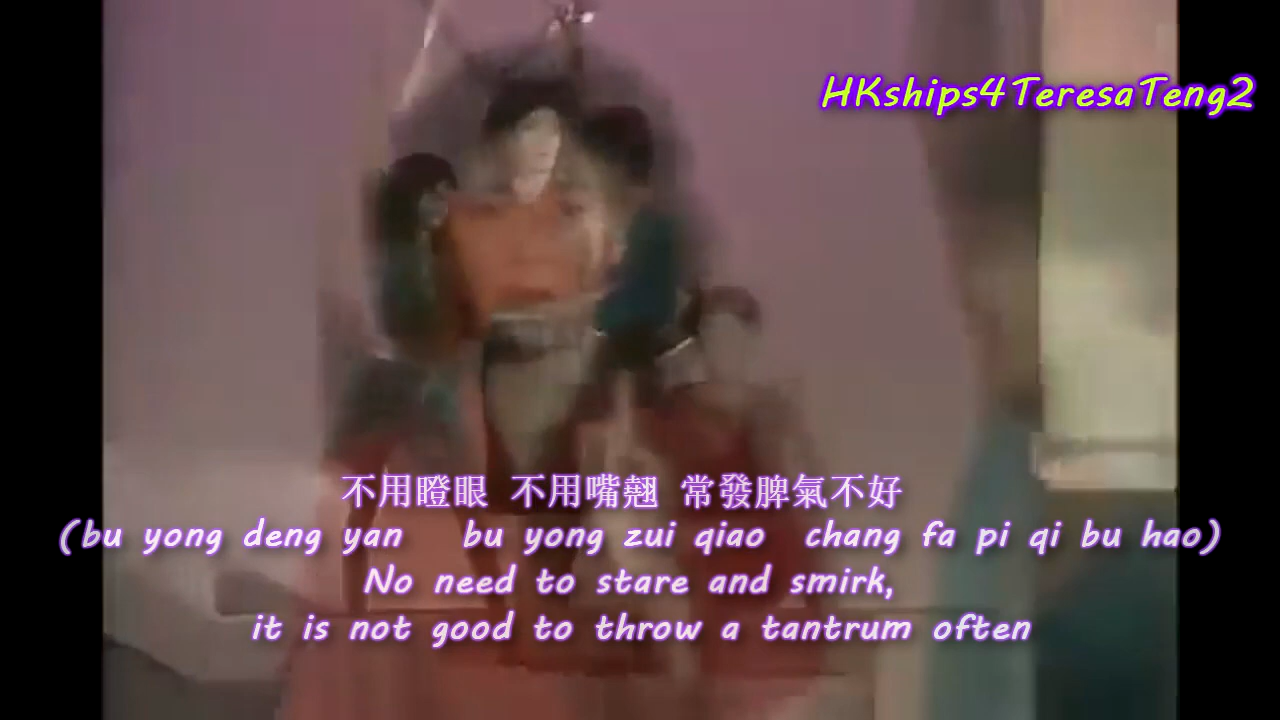 HKships4TeresaTeng2
不用瞪眼 不用嘴翹 常發脾氣不好
(bu yong deng yan bu yong zui qiao chang fa pi qi bu hao)
No need to stare and smirk,
it is not good to throw a tantrum often